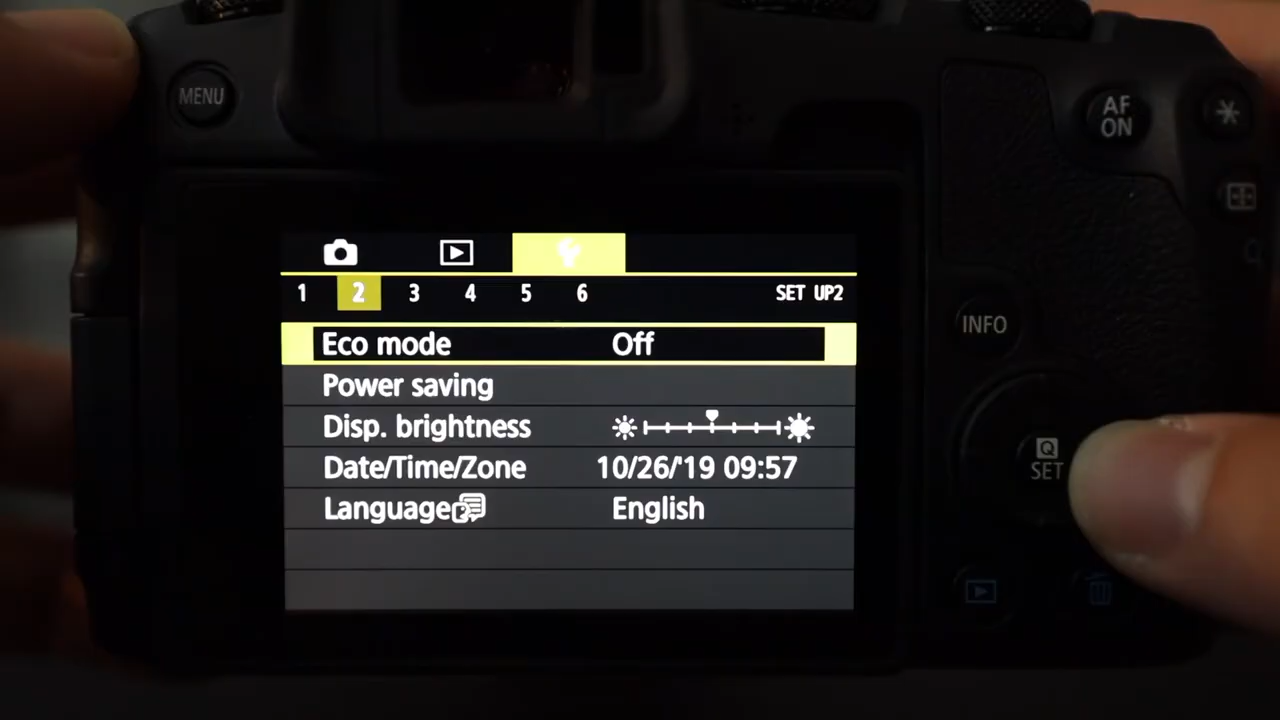 MENU
AF
ON
1 2 3 4 5 6 SET UP2
Eco mode Off
Power saving
Disp. brightness
Date/Time/Zone 10/26/'19 09:57
Language English
INFO
Q
SET